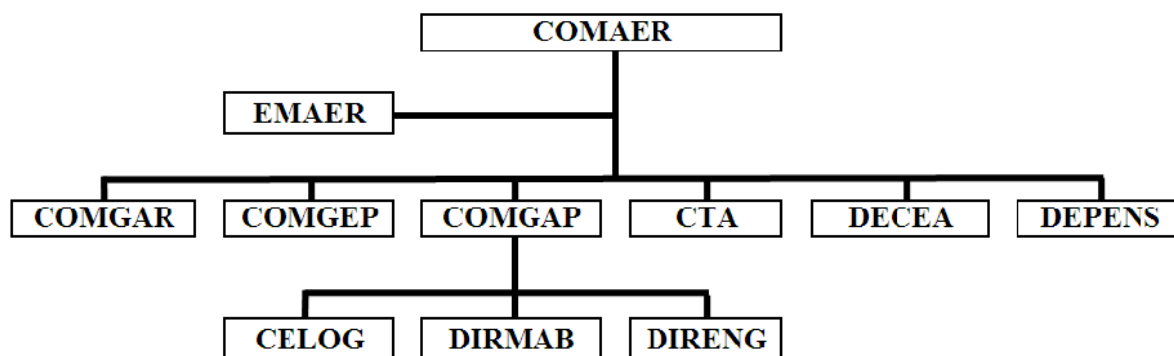 COMAER
EMAER
COMGAR COMGEP COMGAP CTA DECEA DEPENS
CELOG DIRMAB DIRENG